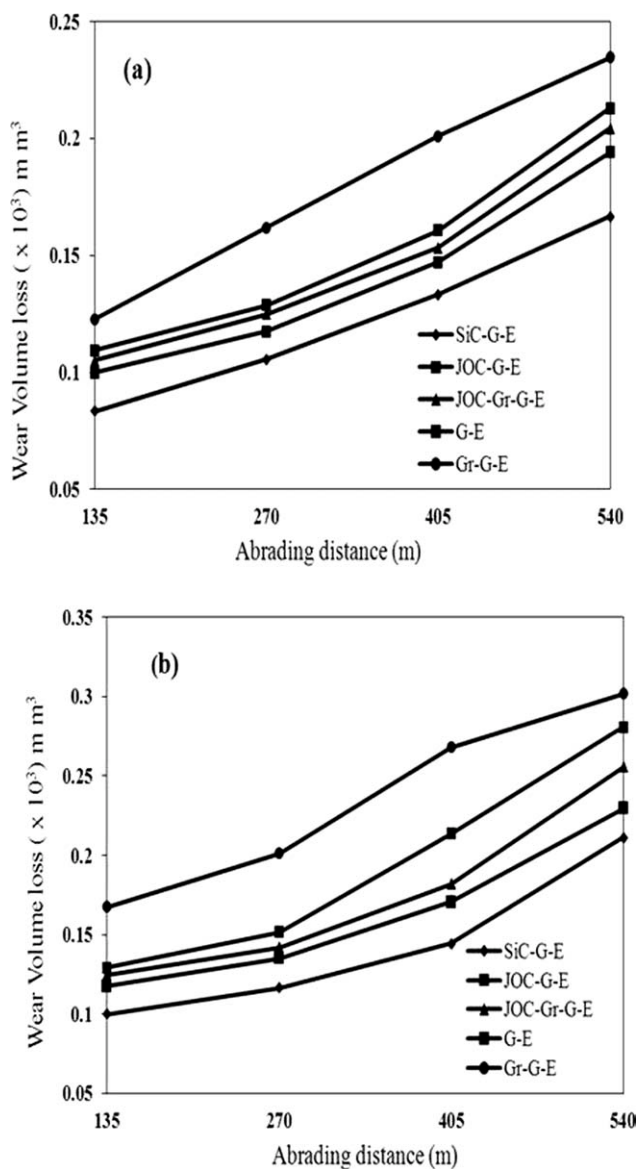 (a)
Wear Volume loss ( x 10³) m m³
0.25
0.2
0.15
0.1
0.05
SiC-G-E
JOC-G-E
JOC-Gr-G-E
G-E
Gr-G-E
135 270 405 540
Abrading distance (m)
(b)
Wear Volume loss ( x 10³) m m³
0.35
0.3
0.25
0.2
0.15
0.1
0.05
SiC-G-E
JOC-G-E
JOC-Gr-G-E
G-E
Gr-G-E
135 270 405 540
Abrading distance (m)